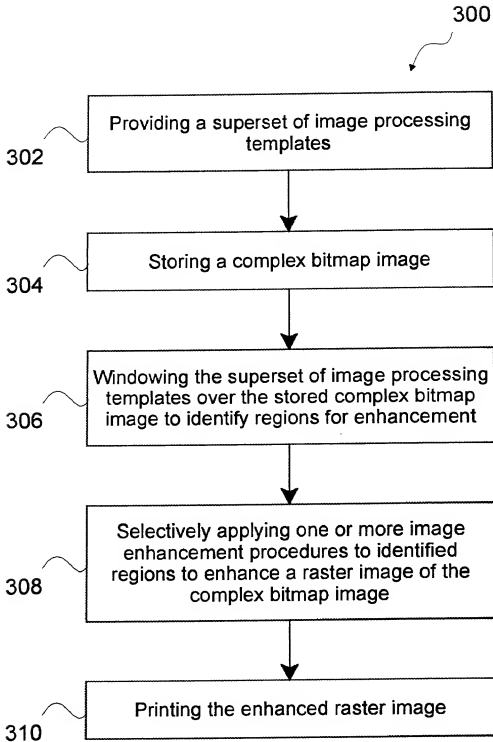 300
Providing a superset of image processing
templates
302
Storing a complex bitmap image
304
Windowing the superset of image processing
templates over the stored complex bitmap
image to identify regions for enhancement
306
Selectively applying one or more image
enhancement procedures to identified
regions to enhance a raster image of the
complex bitmap image
308
Printing the enhanced raster image
310